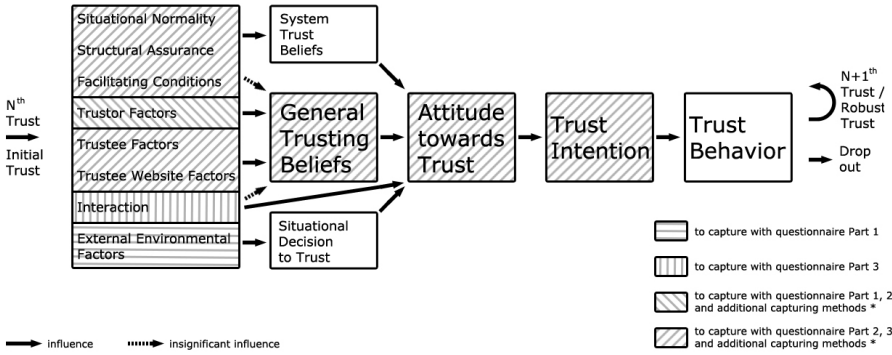 N^th
Trust
Initial
Trust
Situational Normality
Structural Assurance
Facilitating Conditions
Trustor Factors
Trustee Factors
Trustee Website Factors
Interaction
External Environmental
Factors
System
Trust
Beliefs
General
Trusting
Beliefs
Situational
Decision
to Trust
Attitude
towards
Trust
Trust
Intention
Trust
Behavior
N+1^th
Trust /
Robust
Trust
Drop
out
to capture with questionnaire Part 1
to capture with questionnaire Part 3
to capture with questionnaire Part 1, 2
and additional capturing methods *
to capture with questionnaire Part 2, 3
and additional capturing methods *
influence
insignificant influence